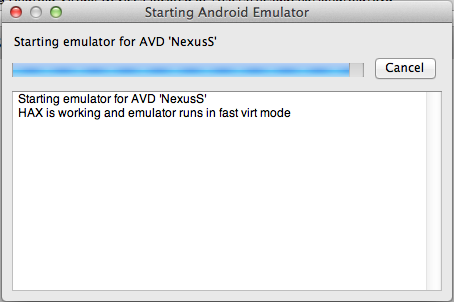 Starting Android Emulator
Starting emulator for AVD 'NexusS'
Cancel
Starting emulator for AVD 'NexusS'
HAX is working and emulator runs in fast virt mode